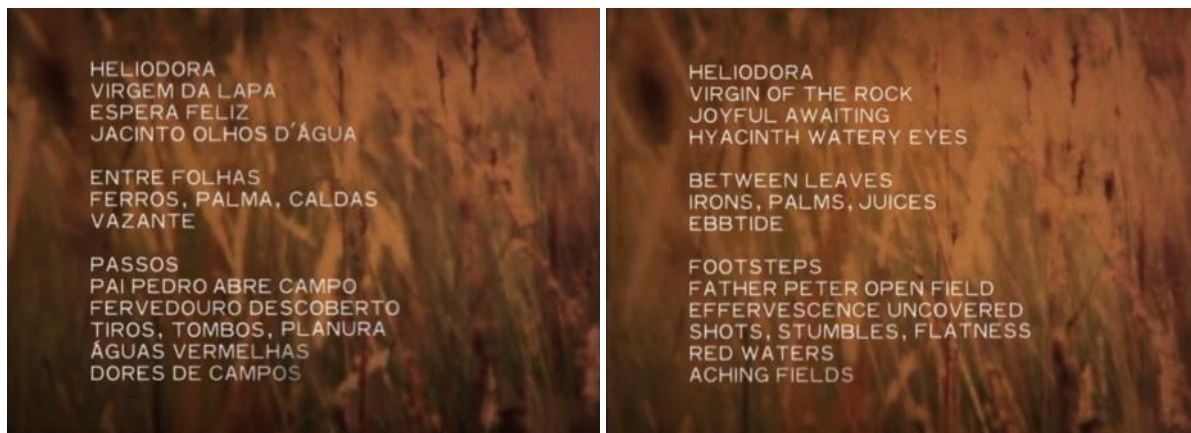 HELIODORA
VIRGEM DA LAPA
ESPERA FELIZ
JACINTO OLHOS D´ÁGUA
ENTRE FOLHAS
FERROS, PALMA, CALDAS
VAZANTE
PASSOS
PAI PEDRO ABRE CAMPO
FERVEDOURO DESCOBERTO
TIROS, TOMBOS, PLANURA
ÁGUAS VERMELHAS
DORES DE CAMPOS
HELIODORA
VIRGIN OF THE ROCK
JOYFUL AWAITING
HYACINTH WATERY EYES
BETWEEN LEAVES
IRONS, PALMS, JUICES
EBBTIDE
FOOTSTEPS
FATHER PETER OPEN FIELD
EFFERVESCENCE UNCOVERED
SHOTS, STUMBLES, FLATNESS
RED WATERS
ACHING FIELDS